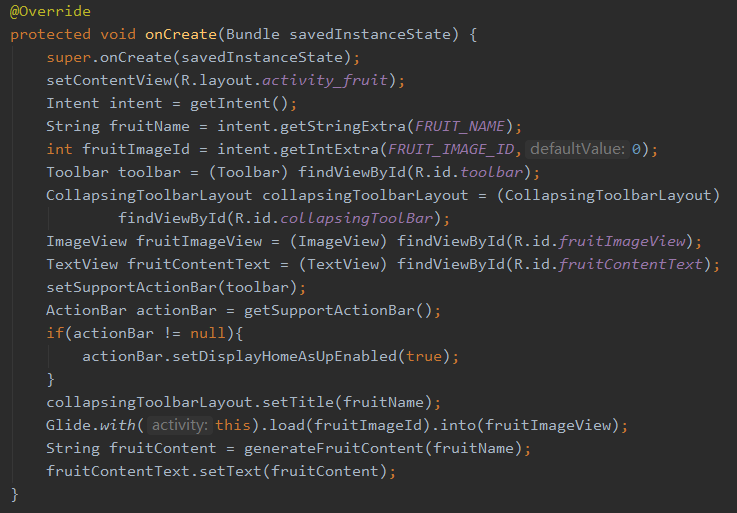 @Override
protected void onCreate(Bundle savedInstanceState) {
super.onCreate(savedInstanceState);
setContentView(R.layout.activity_fruit);
Intent intent = getIntent();
String fruitName = intent.getStringExtra(FRUIT_NAME);
int fruitImageId = intent.getIntExtra(FRUIT_IMAGE_ID, defaultValue: 0);
Toolbar toolbar = (Toolbar) findViewById(R.id.toolbar);
CollapsingToolbarLayout collapsingToolbarLayout = (CollapsingToolbarLayout)
findViewById(R.id.collapsingToolBar);
ImageView fruitImageView = (ImageView) findViewById(R.id.fruitImageView);
TextView fruitContentText = (TextView) findViewById(R.id.fruitContentText);
setSupportActionBar(toolbar);
ActionBar actionBar = getSupportActionBar();
if(actionBar != null){
actionBar.setDisplayHomeAsUpEnabled(true);
}
collapsingToolbarLayout.setTitle(fruitName);
Glide.with( activity: this).load(fruitImageId).into(fruitImageView);
String fruitContent = generateFruitContent(fruitName);
fruitContentText.setText(fruitContent);
}